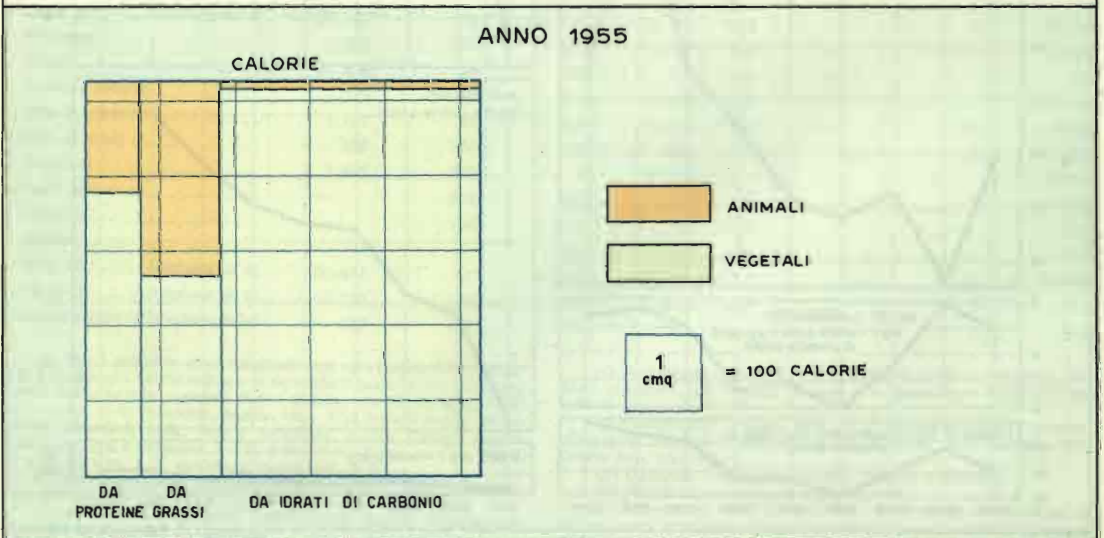 ANNO 1955
CALORIE
ANIMALI
VEGETALI
1
cmq
= 100 CALORIE
DA
PROTEINE
DA
GRASSI
DA IDRATI DI CARBONIO